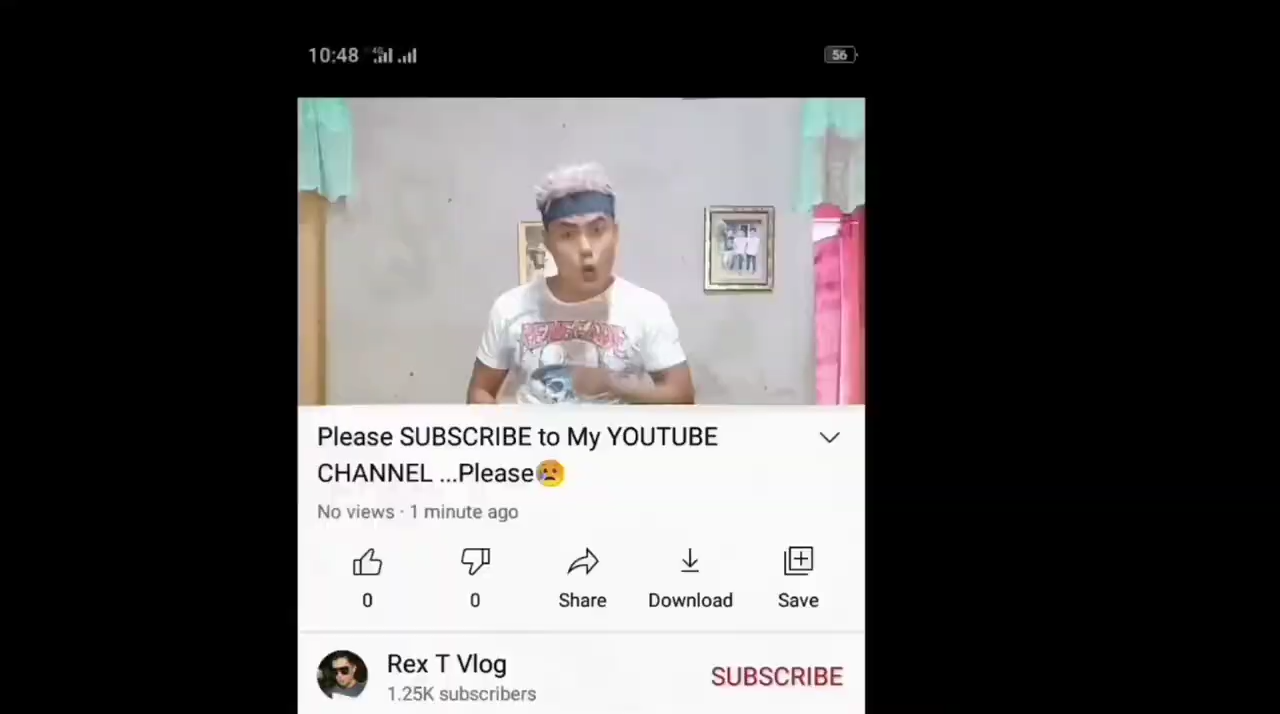 10:48 4G 56
Please SUBSCRIBE to My YOUTUBE
CHANNEL ...Please😥
No views · 1 minute ago
0 0 Share Download Save
Rex T Vlog
1.25K subscribers
SUBSCRIBE